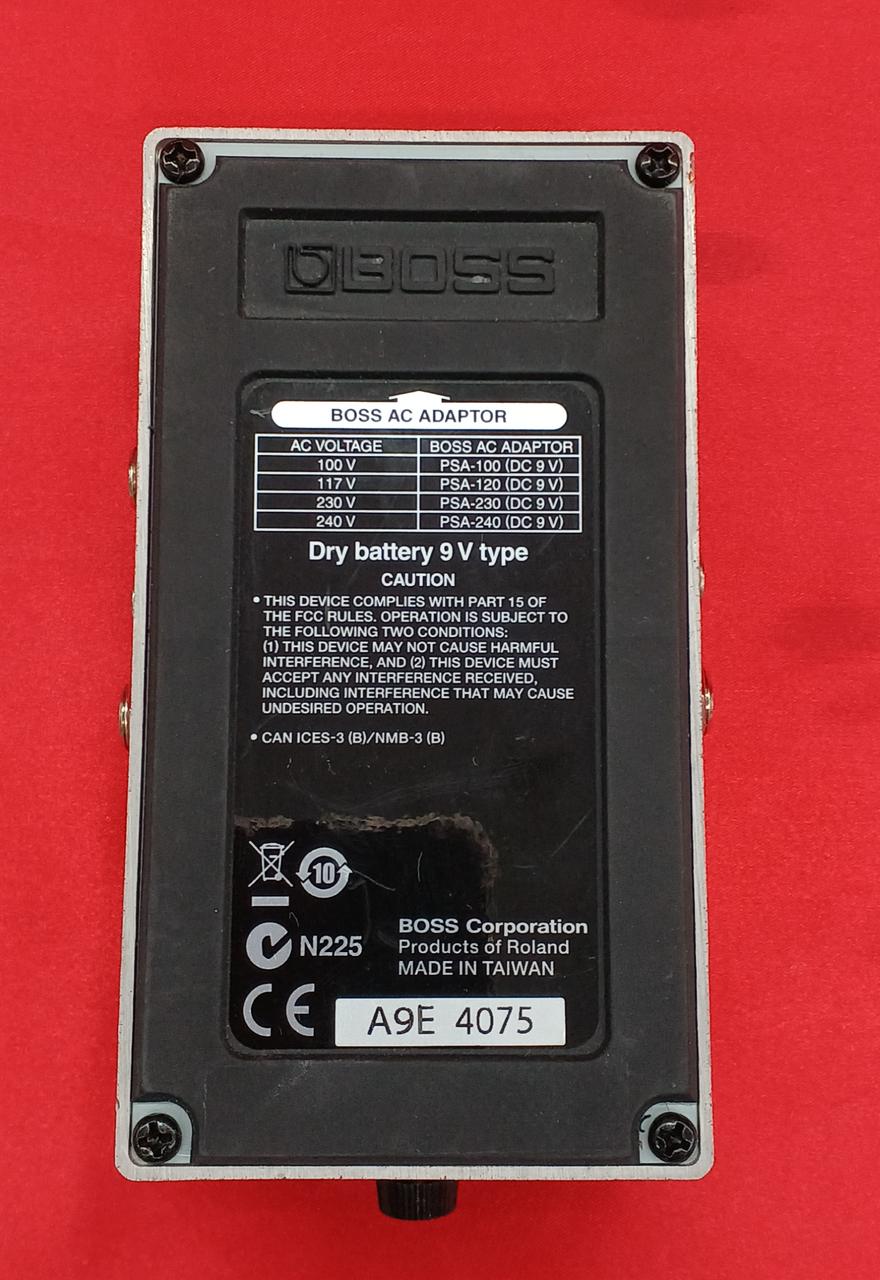 BOSS
BOSS AC ADAPTOR
AC VOLTAGE BOSS AC ADAPTOR
100 V PSA-100 (DC 9 V)
117 V PSA-120 (DC 9 V)
230 V PSA-230 (DC 9 V)
240 V PSA-240 (DC 9 V)
Dry battery 9 V type
CAUTION
• THIS DEVICE COMPLIES WITH PART 15 OF
THE FCC RULES. OPERATION IS SUBJECT TO
THE FOLLOWING TWO CONDITIONS:
(1) THIS DEVICE MAY NOT CAUSE HARMFUL
INTERFERENCE, AND (2) THIS DEVICE MUST
ACCEPT ANY INTERFERENCE RECEIVED,
INCLUDING INTERFERENCE THAT MAY CAUSE
UNDESIRED OPERATION.
• CAN ICES-3 (B)/NMB-3 (B)
10
N225
BOSS Corporation
Products of Roland
MADE IN TAIWAN
CE
A9E 4075